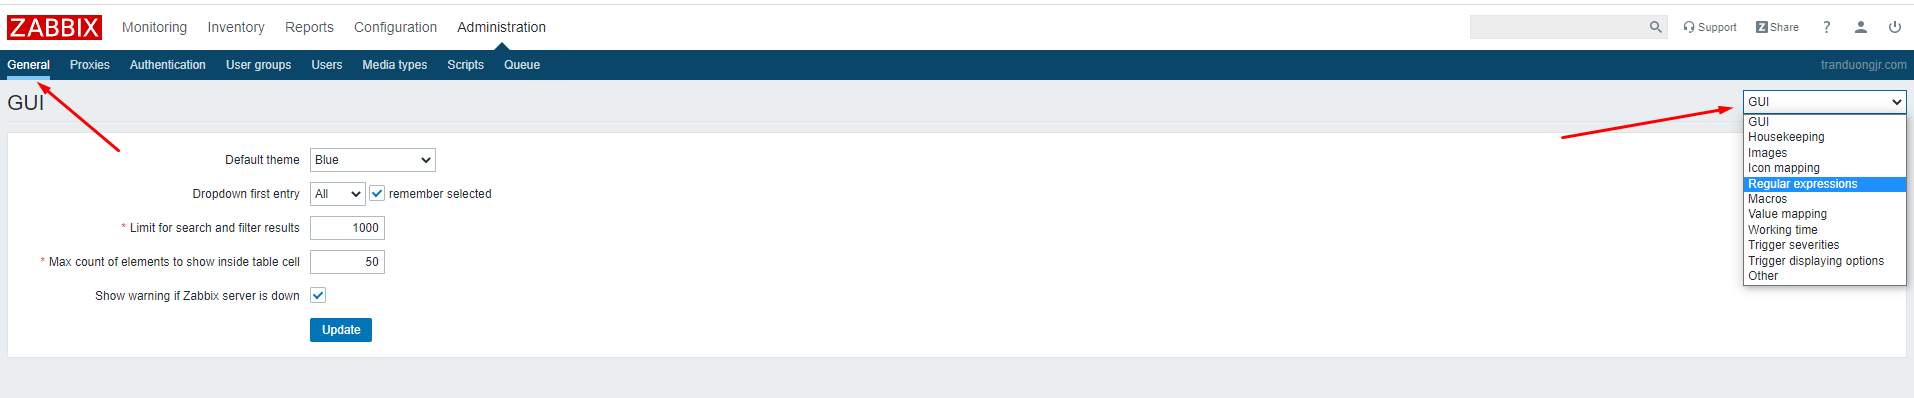 ZABBIX Monitoring Inventory Reports Configuration Administration Support Z Share ?
General Proxies Authentication User groups Users Media types Scripts Queue tranduongjr.com
GUI GUI
GUI
Housekeeping
Images
Icon mapping
Regular expressions
Macros
Value mapping
Working time
Trigger severities
Trigger displaying options
Other
Default theme Blue
Dropdown first entry All remember selected
* Limit for search and filter results 1000
* Max count of elements to show inside table cell 50
Show warning if Zabbix server is down
Update